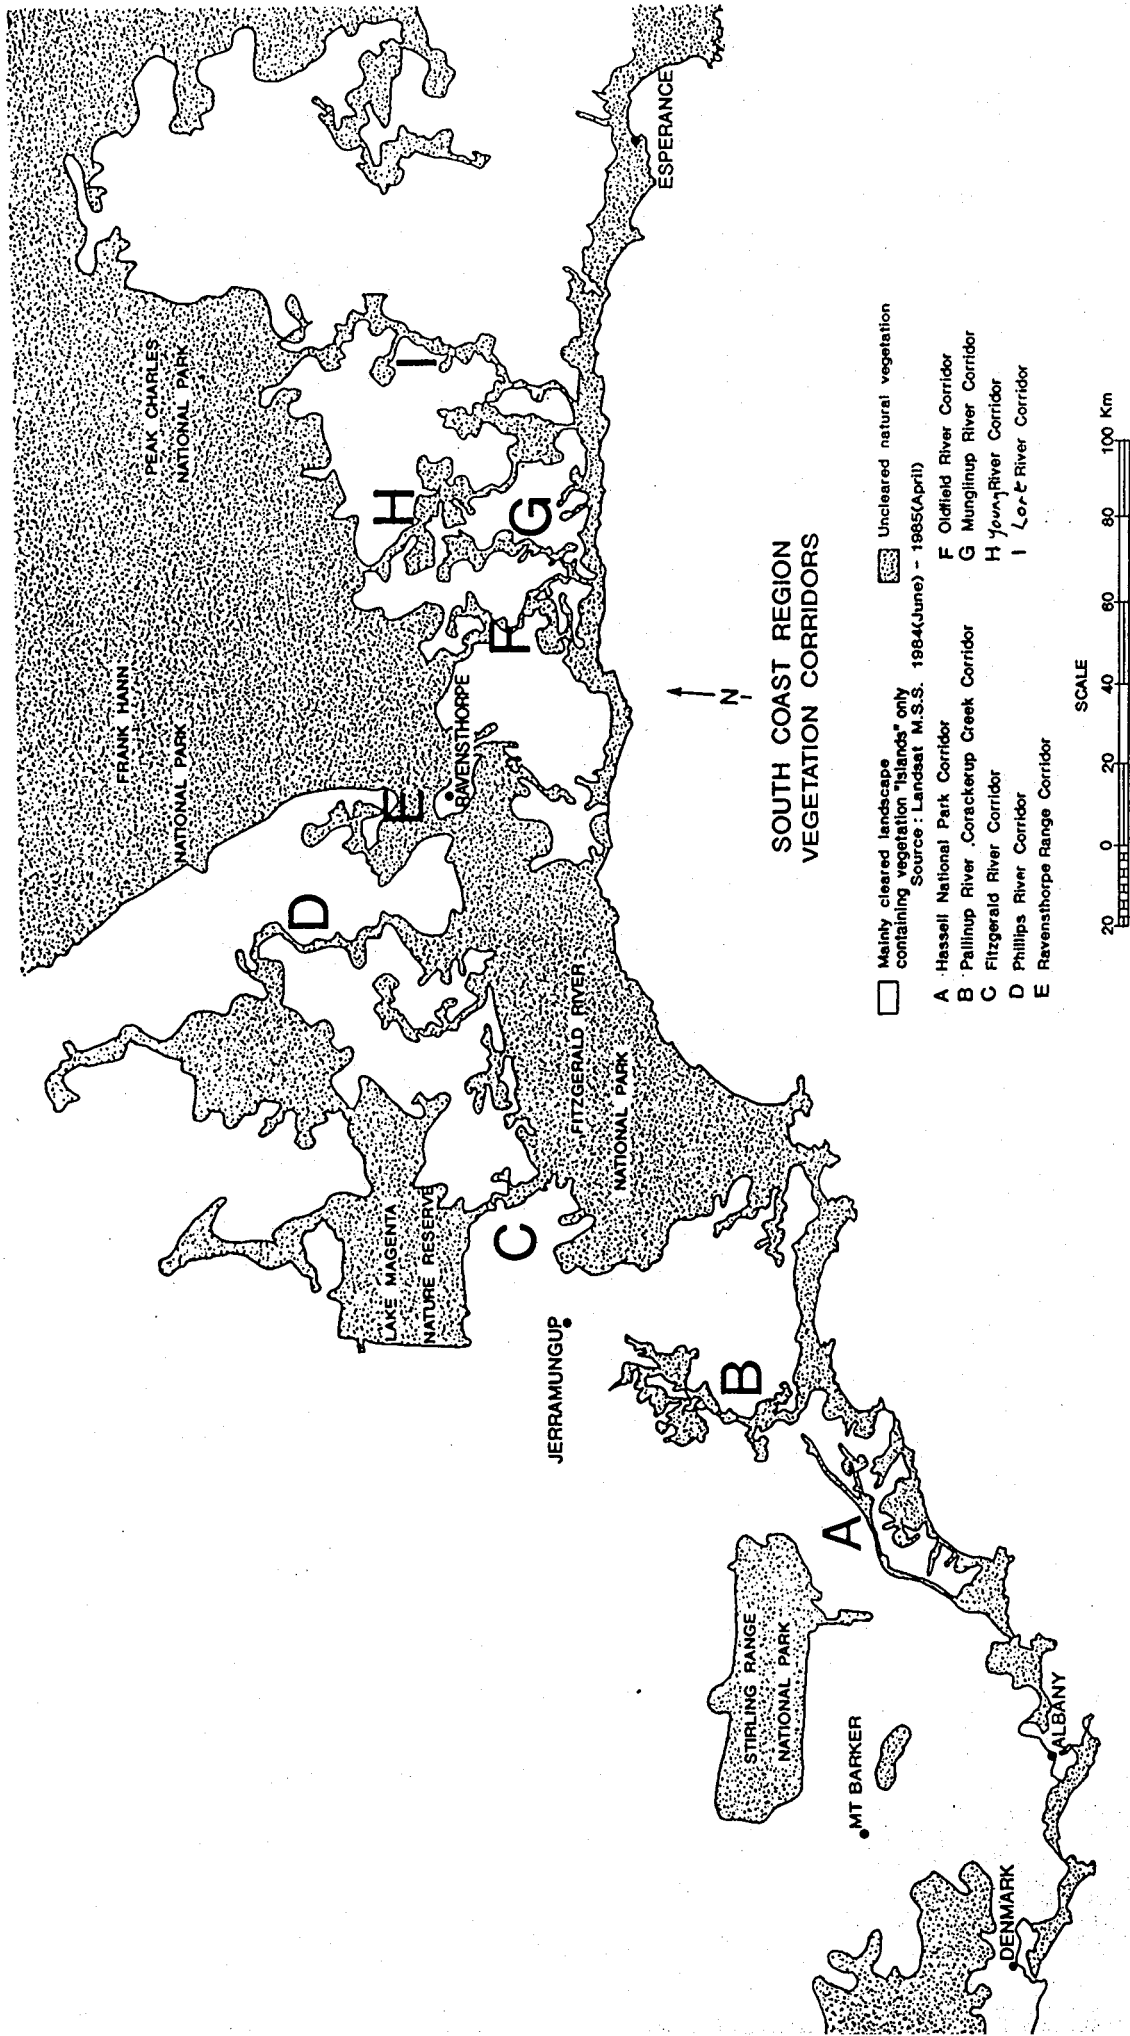 PEAK CHARLES
NATIONAL PARK
FRANK HANN
NATIONAL PARK
H
I
G
F
E
RAVENSTHORPE
D
ESPERANCE
LAKE MAGENTA
NATURE RESERVE
C
FITZGERALD RIVER
NATIONAL PARK
JERRAMUNGUP
B
A
STIRLING RANGE
NATIONAL PARK
MT BARKER
ALBANY
DENMARK
N
SOUTH COAST REGION
VEGETATION CORRIDORS
Mainly cleared landscape
containing vegetation "Islands" only
Uncleared natural vegetation
Source : Landsat M.S.S. 1984(June) - 1985(April)
A Hassell National Park Corridor
B Pallinup River .Corackerup Creek Corridor
C Fitzgerald River Corridor
D Phillips River Corridor
E Ravensthorpe Range Corridor
F Oldfield River Corridor
G Munglinup River Corridor
H Young River Corridor
I Lort River Corridor
SCALE
20 0 20 40 60 80 100 Km